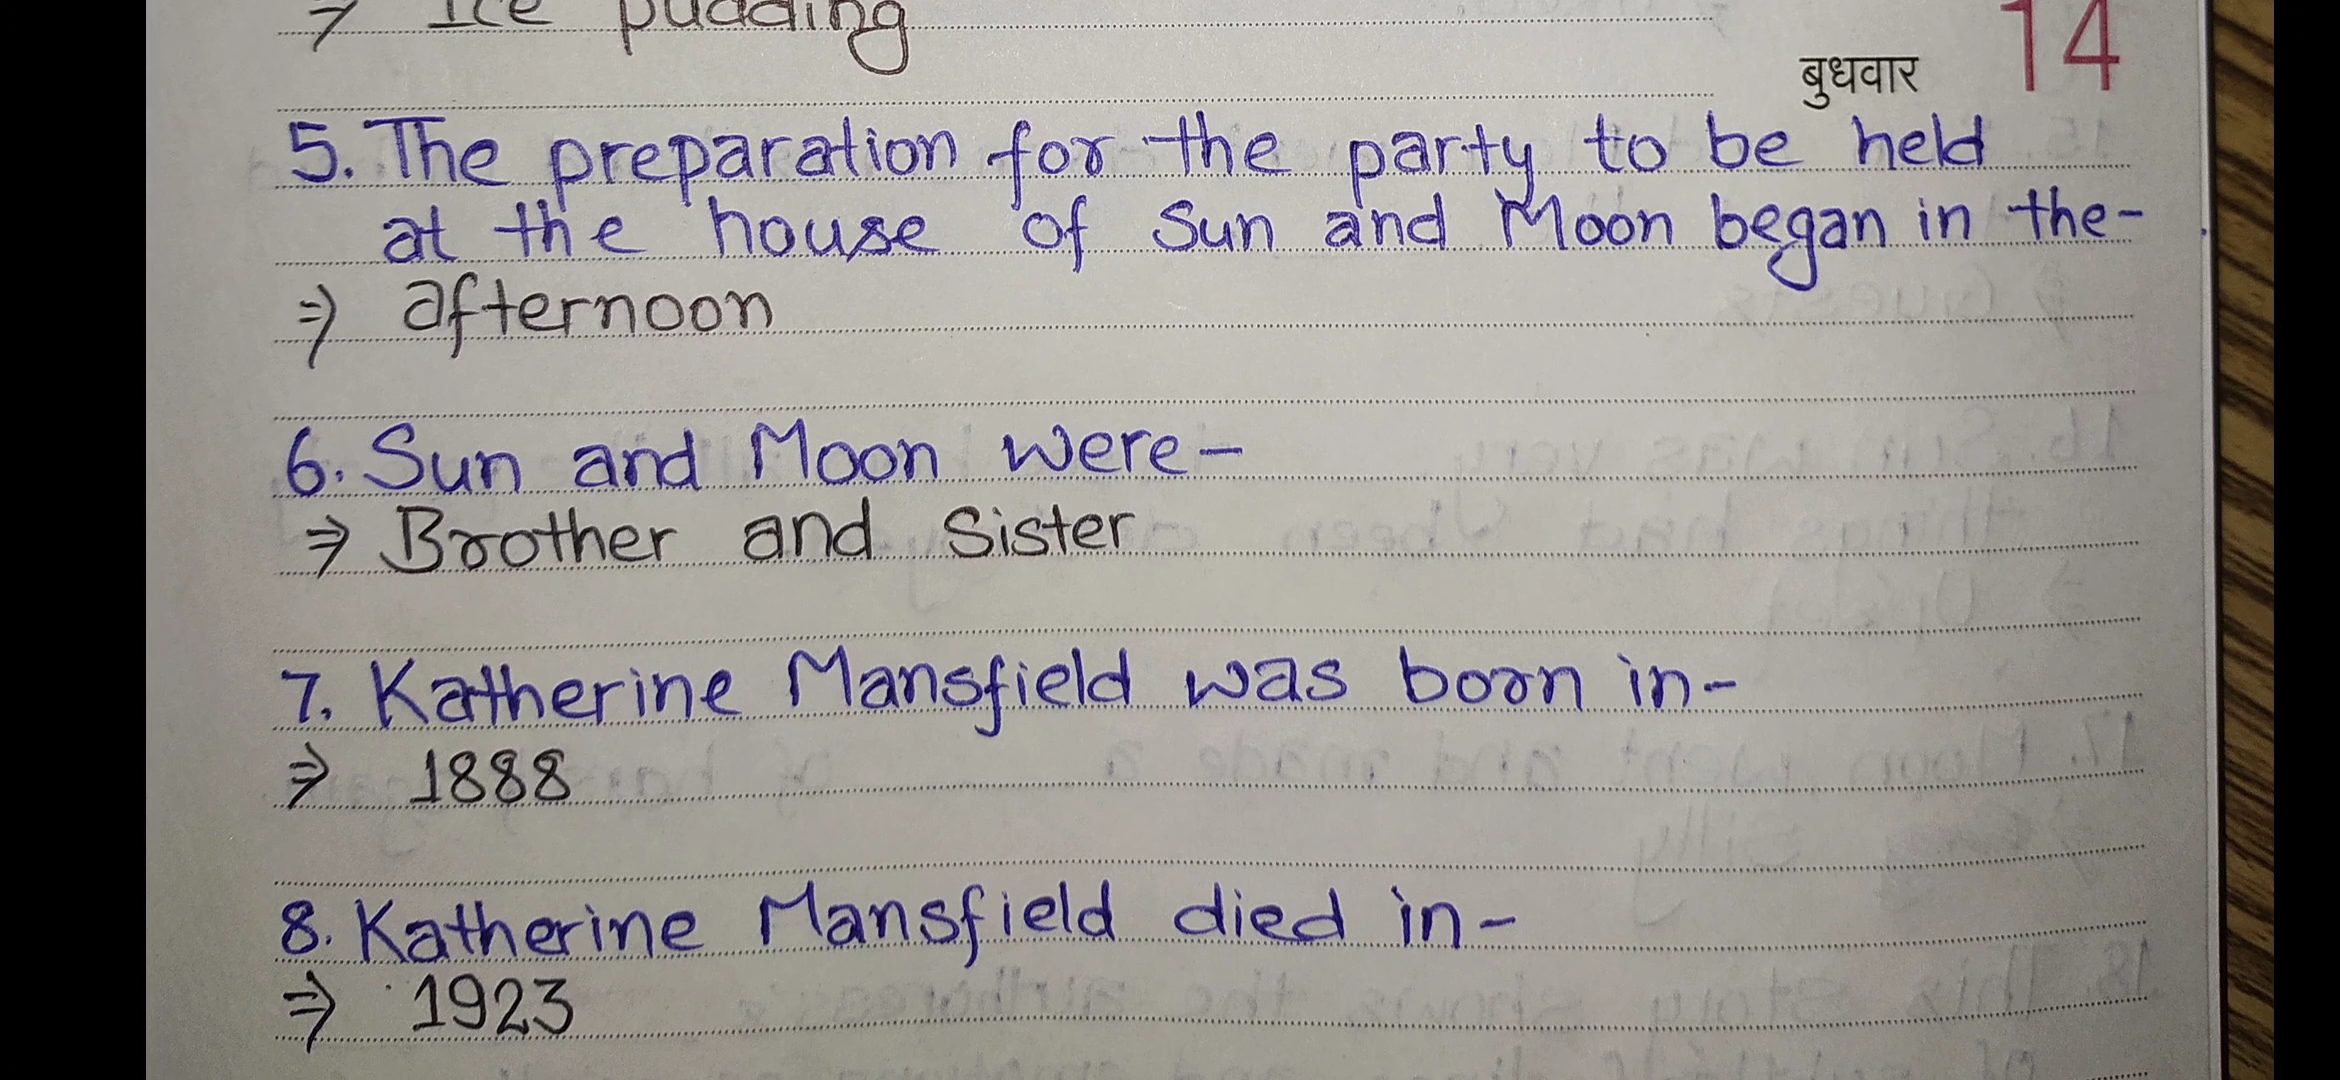 ⇒ Ice pudding
बुधवार 14
5. The preparation for the party to be held
at the house of Sun and Moon began in the-
⇒ afternoon
6. Sun and Moon were-
⇒ Brother and Sister
7. Katherine Mansfield was born in-
⇒ 1888
8. Katherine Mansfield died in-
⇒ 1923